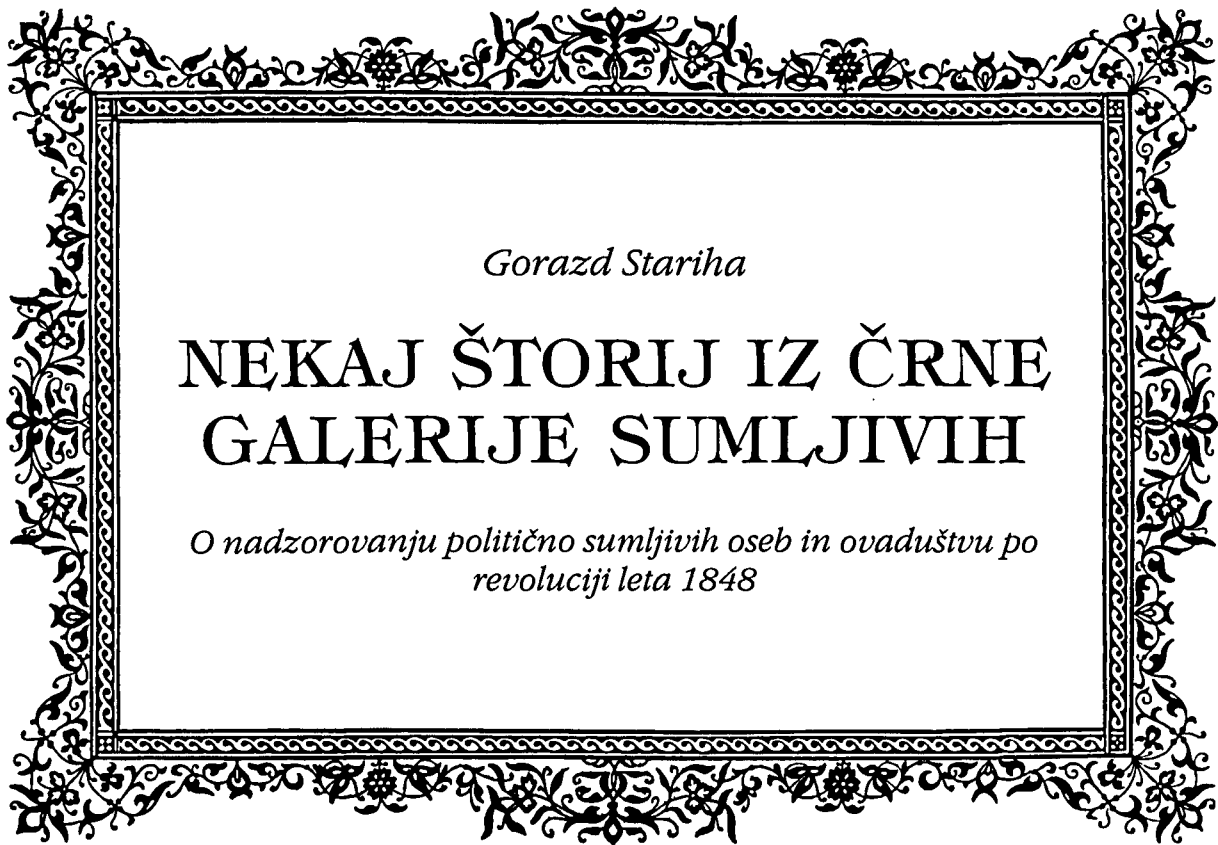 Gorazd Stariha
NEKAJ ŠTORIJ IZ ČRNE
GALERIJE SUMLJIVIH
O nadzorovanju politično sumljivih oseb in ovaduštvu po
revoluciji leta 1848